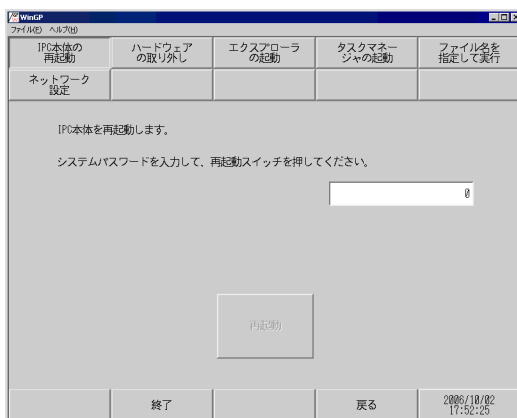 WinGP
ファイル(F) ヘルプ(H)
IPC本体の
再起動
ハードウェア
の取り外し
エクスプローラ
の起動
タスクマネー
ジャの起動
ファイル名を
指定して実行
ネットワーク
設定
IPC本体を再起動します。
システムパスワードを入力して、再起動スイッチを押してください。
0
再起動
終了
戻る
2006/10/02
17:52:25